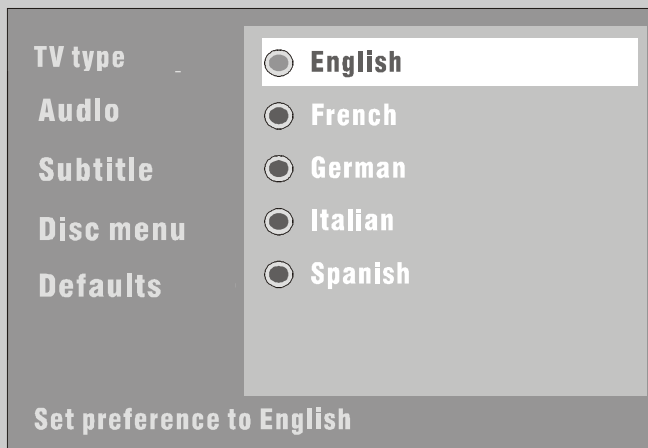 TV type
Audlo
Subtitle
Disc menu
Defaults
English
French
German
Italian
Spanish
Set preference to English